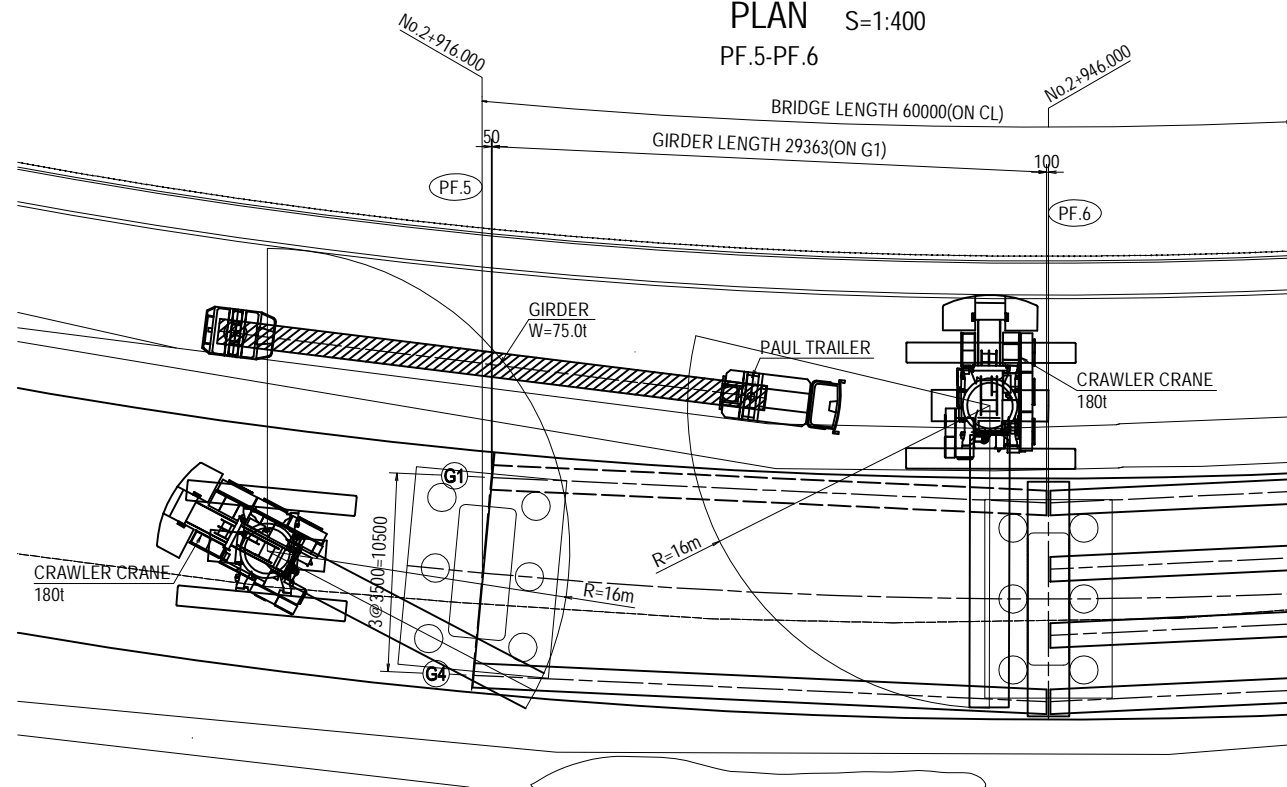 PLAN S=1:400
PF.5-PF.6
No.2+916.000
No.2+946.000
BRIDGE LENGTH 60000(ON CL)
50
GIRDER LENGTH 29363(ON G1)
100
PF.5
PF.6
GIRDER
W=75.0t
PAUL TRAILER
CRAWLER CRANE
180t
G1
R=16m
CRAWLER CRANE
180t
3@3500=10500
R=16m
G4